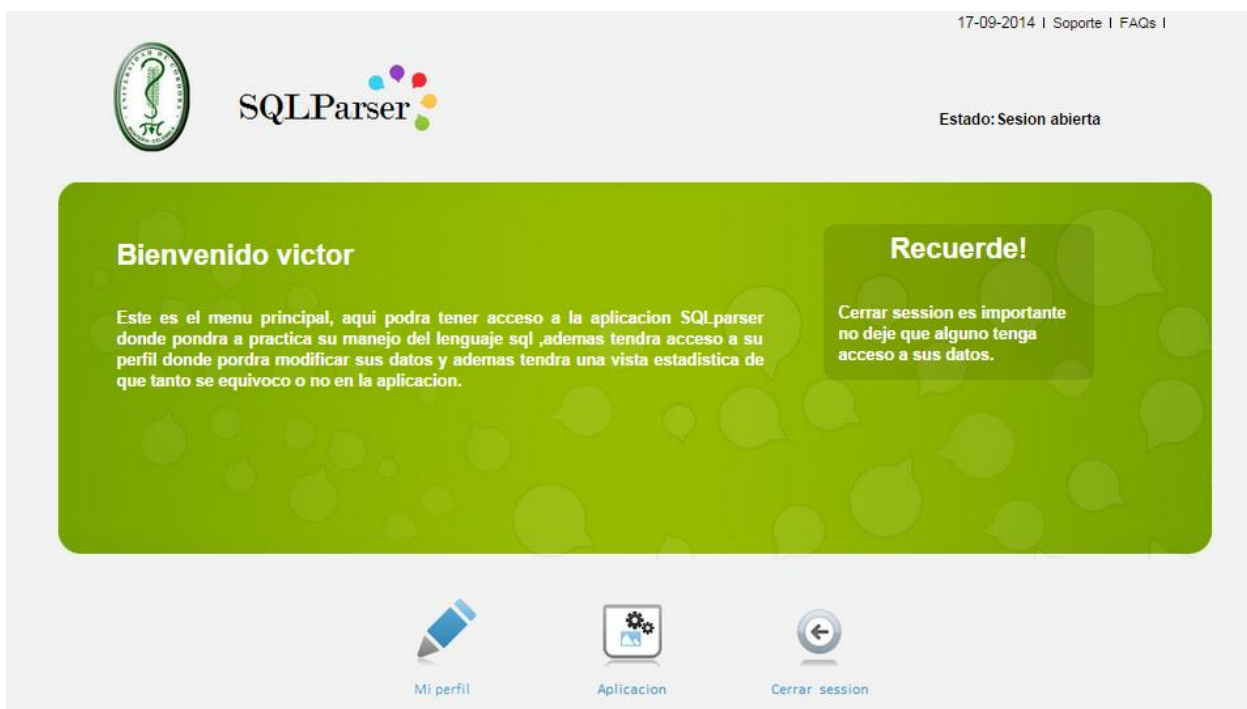 17-09-2014 I Soporte I FAQs I
UNIVERSIDAD DE CORDOBA
SQLParser
Estado: Sesion abierta
Bienvenido victor
Este es el menu principal, aqui podra tener acceso a la aplicacion SQLparser
donde pondra a practica su manejo del lenguaje sql ,ademas tendra acceso a su
perfil donde pordra modificar sus datos y ademas tendra una vista estadistica de
que tanto se equivoco o no en la aplicacion.
Recuerde!
Cerrar session es importante
no deje que alguno tenga
acceso a sus datos.
Mi perfil
Aplicacion
Cerrar session